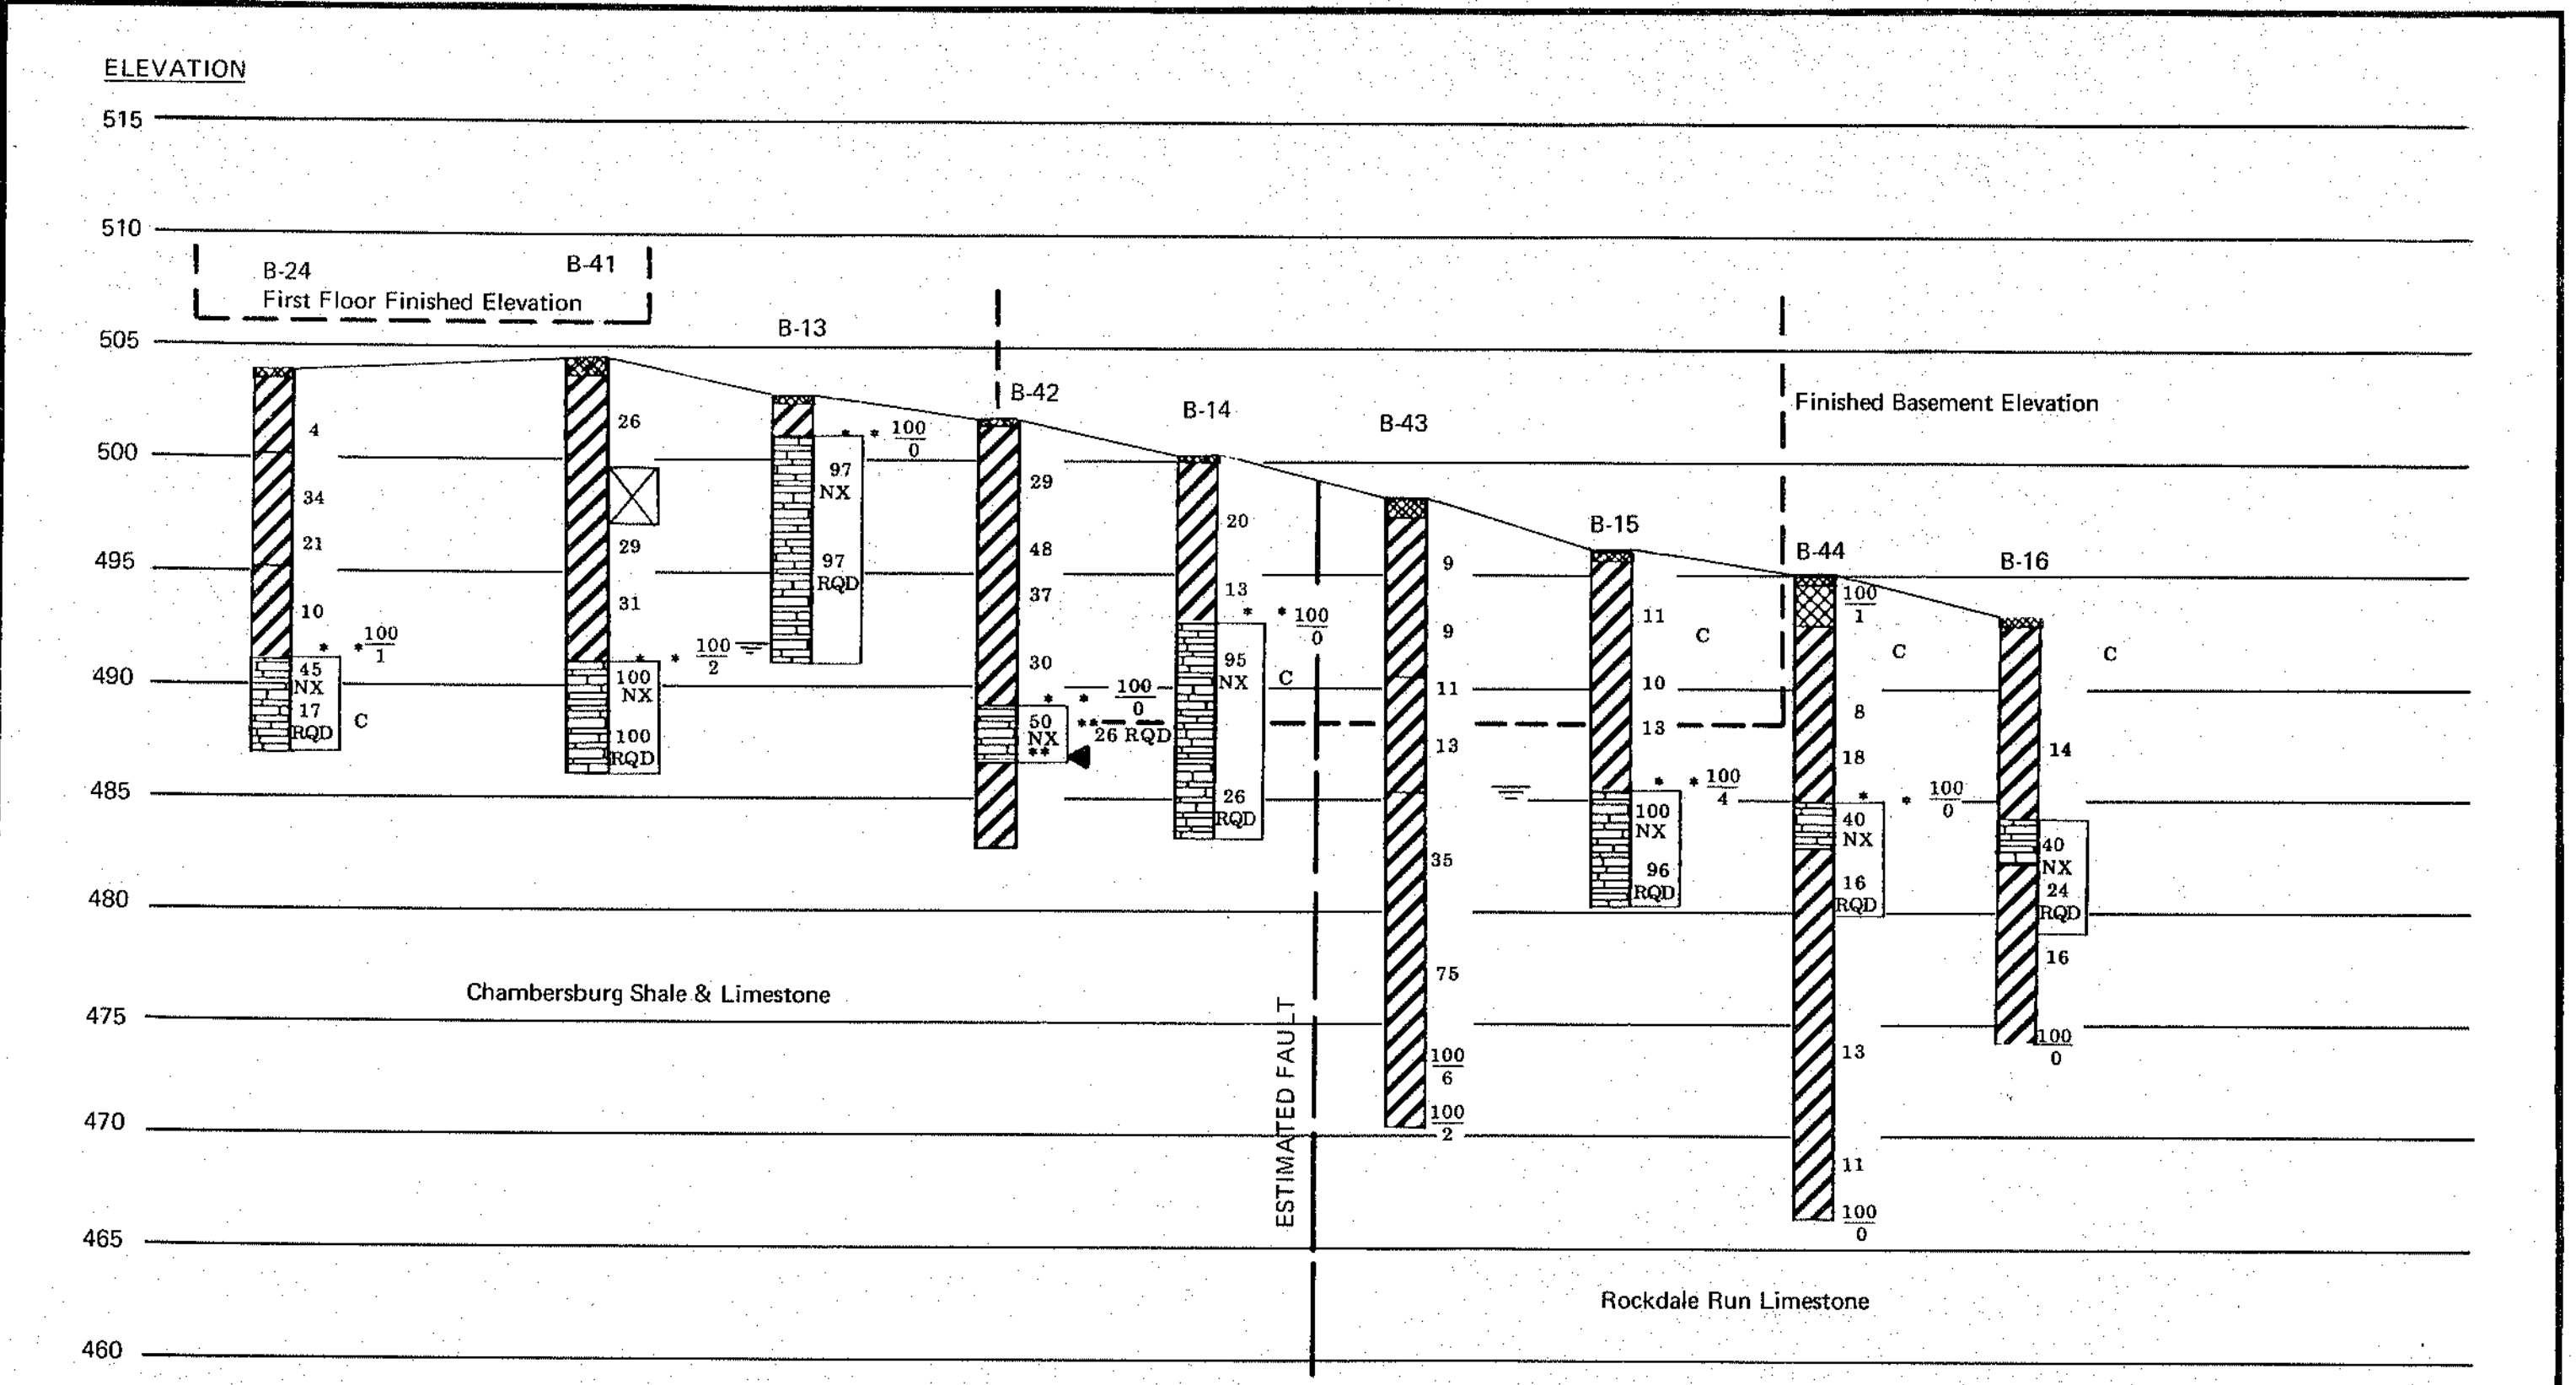 ELEVATION
515
510
505
500
495
490
485
480
475
470
465
460
B-24
First Floor Finished Elevation
B-41
B-13
B-42
B-14
B-43
B-15
B-44
B-16
Finished Basement Elevation
4
34
21
10
* * 100
1
45
NX
17
RQD
C
26
29
31
* * 100
2
100
NX
100
RQD
* * 100
0
97
NX
97
RQD
29
48
37
30
* * 100
0
50
NX
**
**
26 RQD
20
13
* * 100
0
95
NX
C
26
RQD
9
9
11
13
35
75
100
6
100
2
11
C
10
13
* * 100
4
100
NX
96
RQD
100
1
C
8
18
* * 100
0
40
NX
16
RQD
13
11
100
0
C
14
40
NX
24
RQD
16
100
0
Chambersburg Shale & Limestone
ESTIMATED FAULT
Rockdale Run Limestone